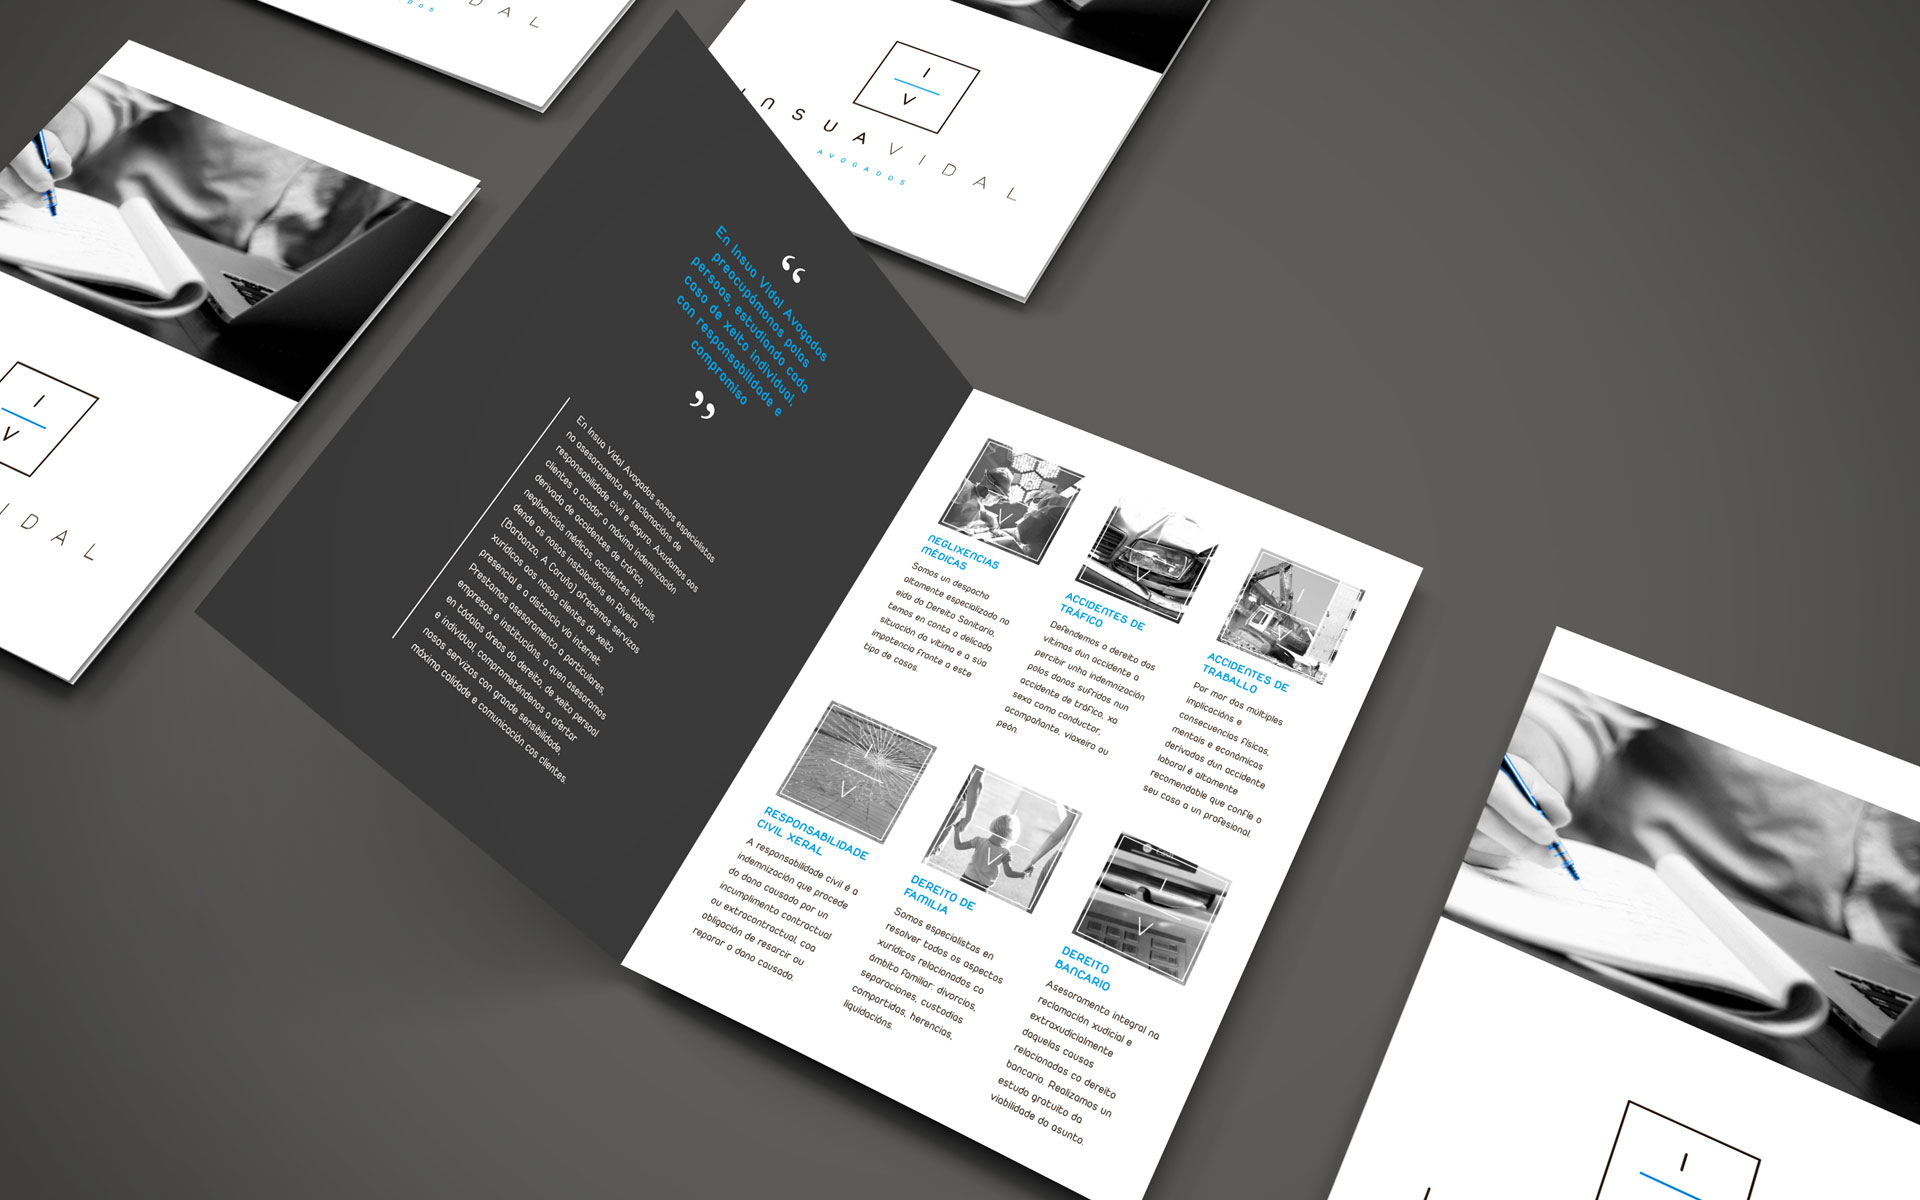 A D O S
I D A L
I
V
I N S U A V I D A L
A V O G A D O S
I
V
I D A L
“
En Insua Vidal Avogados
preocupámonos polas
persoas, estudiando cada
caso de xeito individual,
con responsabilidade e
compromiso
”
En Insua Vidal Avogados somos especialistas
no asesoramento en reclamacións de
responsabilidade civil e seguro. Axudamos aos
clientes a acadar a máxima indemnización
derivada de accidentes de tráfico,
neglixencias médicas, accidentes laborais,
dende as nosas instalacións en Riveira
(Barbanza, A Coruña) ofrecemos servizos
xurídicos aos nosos clientes de xeito
presencial e a distancia vía internet.
Prestamos asesoramento a particulares,
empresas e institucións, a quen asesoramos
en tódalas áreas do dereito, de xeito persoal
e individual, comprometéndonos a ofertar
nosos servizos con grande sensibilidade,
máxima calidade e comunicación cos clientes.
NEGLIXENCIAS
MÉDICAS
Somos un despacho
altamente especializado no
eido do Dereito Sanitario,
temos en conta a delicada
situación da vítima e a súa
impotencia fronte a este
tipo de casos.
ACCIDENTES DE
TRÁFICO
Defendemos o dereito das
vítimas dun accidente a
percibir unha indemnización
polos danos sufridos nun
accidente de tráfico, xa
sexa como conductor,
acompañante, viaxeiro ou
peón.
ACCIDENTES DE
TRABALLO
Por mor das múltiples
implicacións e
consecuencias físicas,
mentais e económicas
derivadas dun accidente
laboral é altamente
recomendable que confíe o
seu caso a un profesional.
RESPONSABILIDADE
CIVIL XERAL
A responsabilidade civil é a
indemnización que procede
do dano causado por un
incumplimento contractual
ou extracontractual, coa
obligación de resarcir ou
reparar o dano causado.
DEREITO DE
FAMILIA
Somos especialistas en
resolver todos os aspectos
xurídicos relacionados co
ámbito familiar: divorcios,
separaciones, custodias
compartidas, herencias,
liquidacións.
DEREITO
BANCARIO
Asesoramento integral na
reclamación xudicial e
extraxudicialmente
daquelas causas
relacionadas co dereito
bancario. Realizamos un
estudo gratuíto da
viabilidade do asunto.
I
I